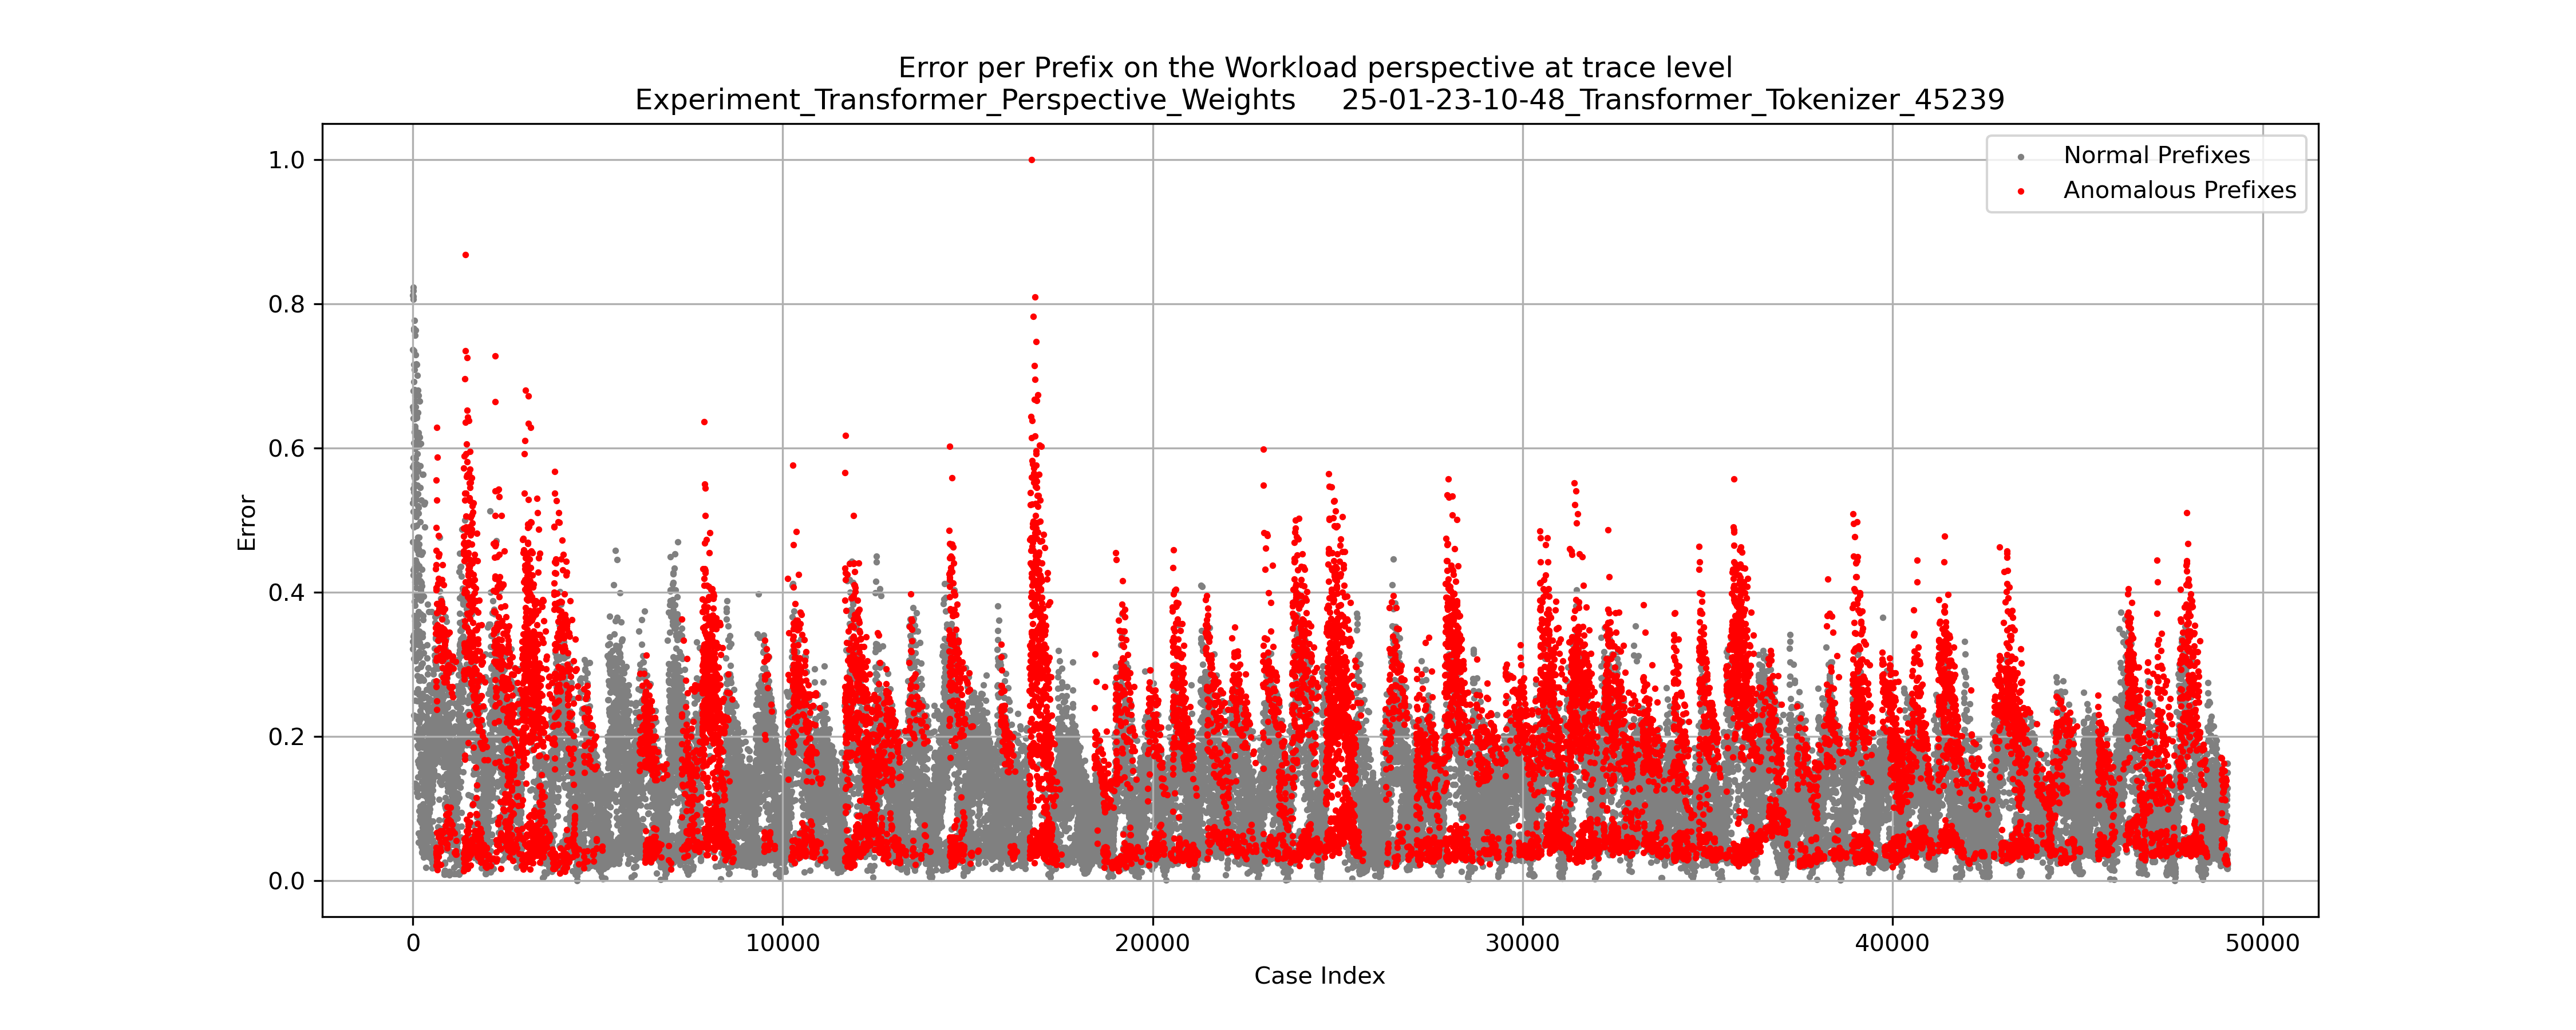 Error per Prefix on the Workload perspective at trace level
Experiment_Transformer_Perspective_Weights 25-01-23-10-48_Transformer_Tokenizer_45239
Normal Prefixes
Anomalous Prefixes
1.0
0.8
0.6
0.4
0.2
0.0
Error
0 10000 20000 30000 40000 50000
Case Index